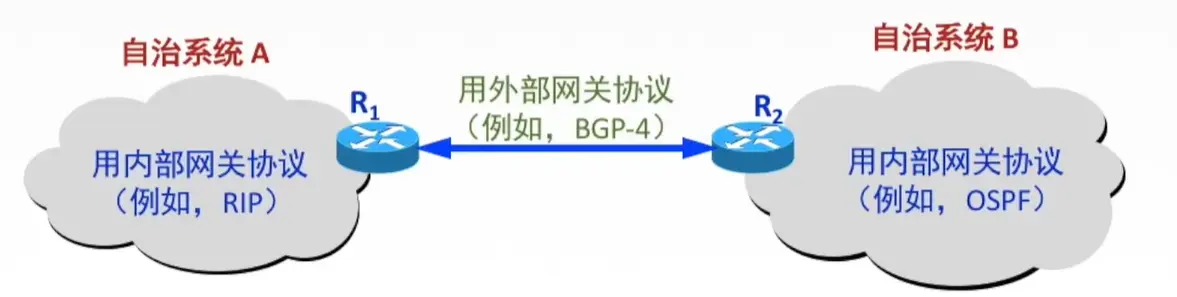 自治系统 A
自治系统 B
R1
用外部网关协议
（例如，BGP-4）
R2
用内部网关协议
（例如，RIP）
用内部网关协议
（例如，OSPF）